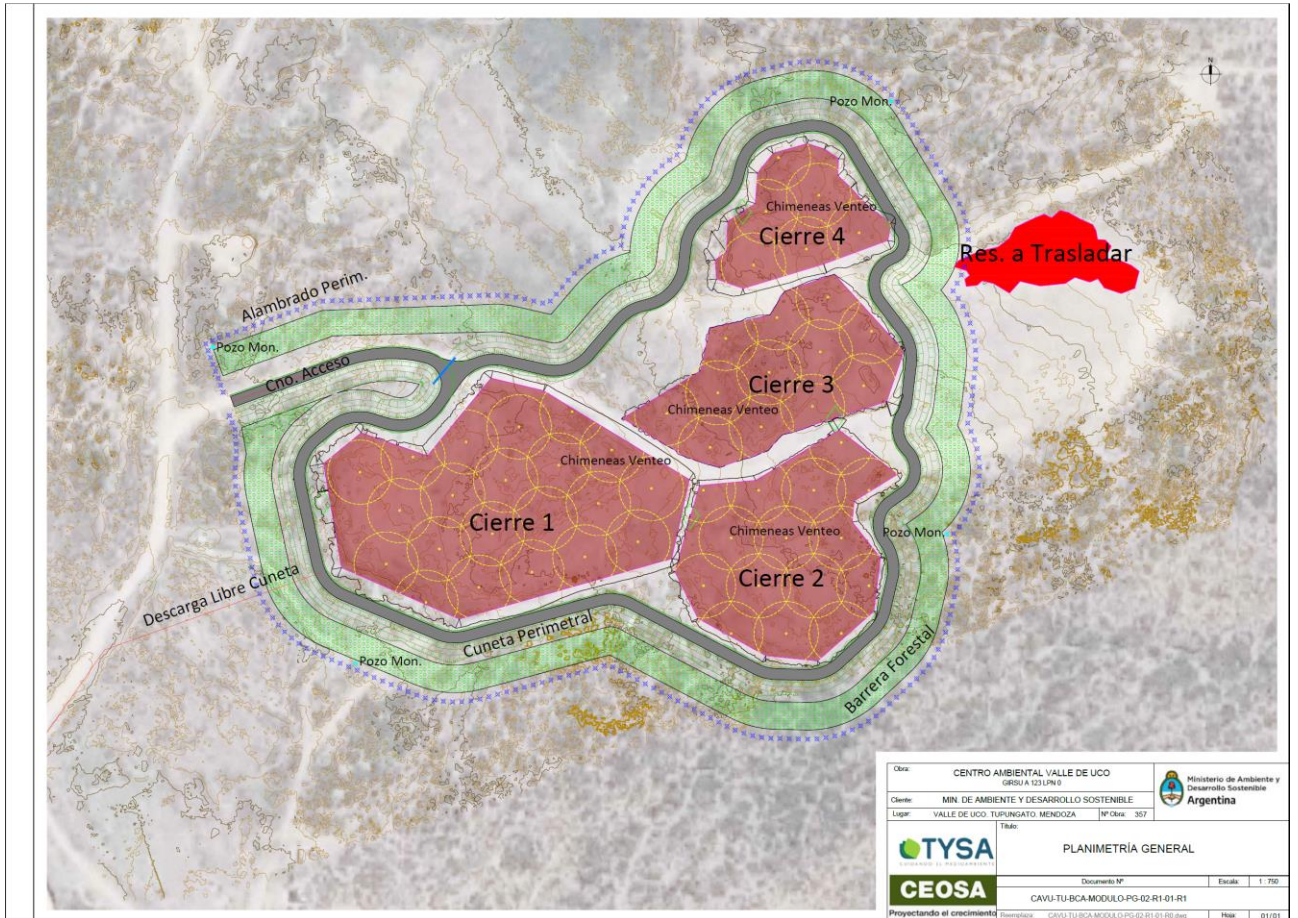 N
Pozo Mon.
Chimeneas Venteo
Cierre 4
Res. a Trasladar
Alambrado Perim.
Pozo Mon.
Cno. Acceso
Cierre 3
Chimeneas Venteo
Chimeneas Venteo
Cierre 1
Chimeneas Venteo
Pozo Mon.
Cierre 2
Descarga Libre Cuneta
Cuneta Perimetral
Pozo Mon.
Barrera Forestal
Obra: CENTRO AMBIENTAL VALLE DE UCO
GIRSU A 123 LPN 0
Cliente: MIN. DE AMBIENTE Y DESARROLLO SOSTENIBLE
Lugar: VALLE DE UCO. TUPUNGATO. MENDOZA Nº Obra: 357
Ministerio de Ambiente y
Desarrollo Sostenible
Argentina
TYSA
CUIDANDO EL MEDIOAMBIENTE
CEOSA
Proyectando el crecimiento
Título:
PLANIMETRÍA GENERAL
Documento Nº Escala: 1 : 750
CAVU-TU-BCA-MODULO-PG-02-R1-01-R1
Reemplaza: CAVU-TU-BCA-MODULO-PG-02-R1-01-R0.dwg Hoja: 01/01